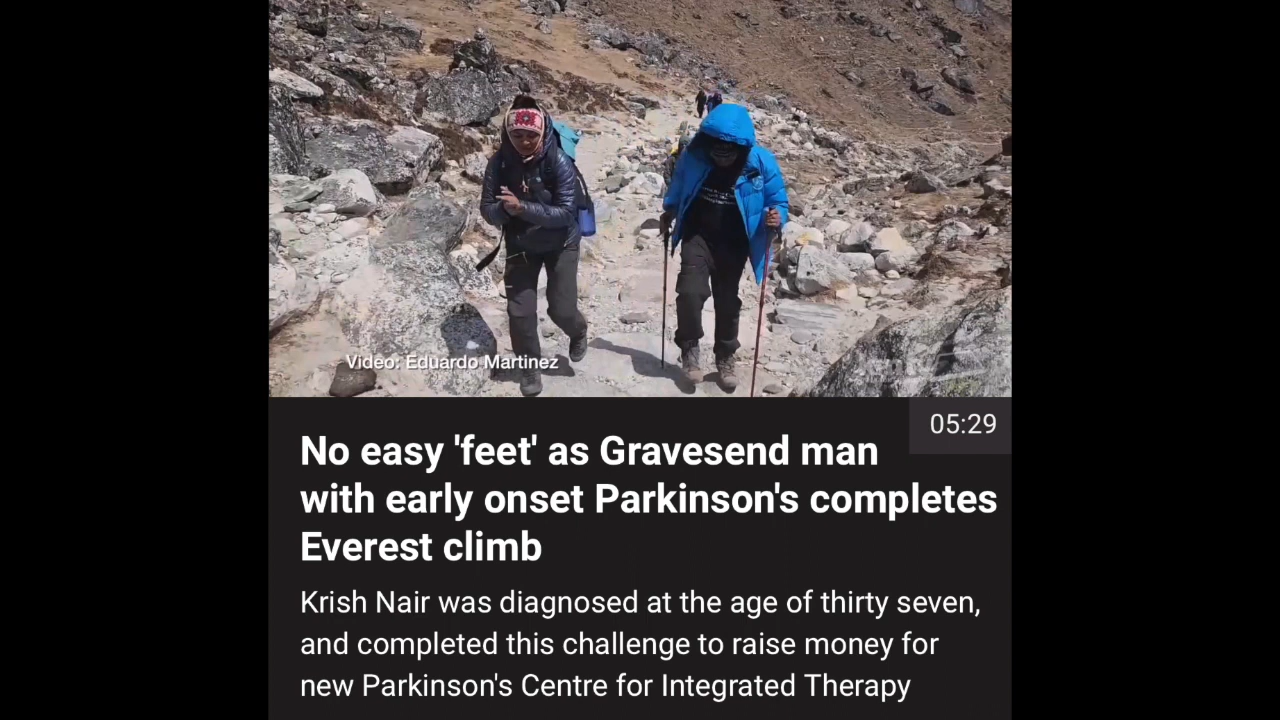 Video: Eduardo Martinez
05:29
No easy 'feet' as Gravesend man
with early onset Parkinson's completes
Everest climb
Krish Nair was diagnosed at the age of thirty seven,
and completed this challenge to raise money for
new Parkinson's Centre for Integrated Therapy